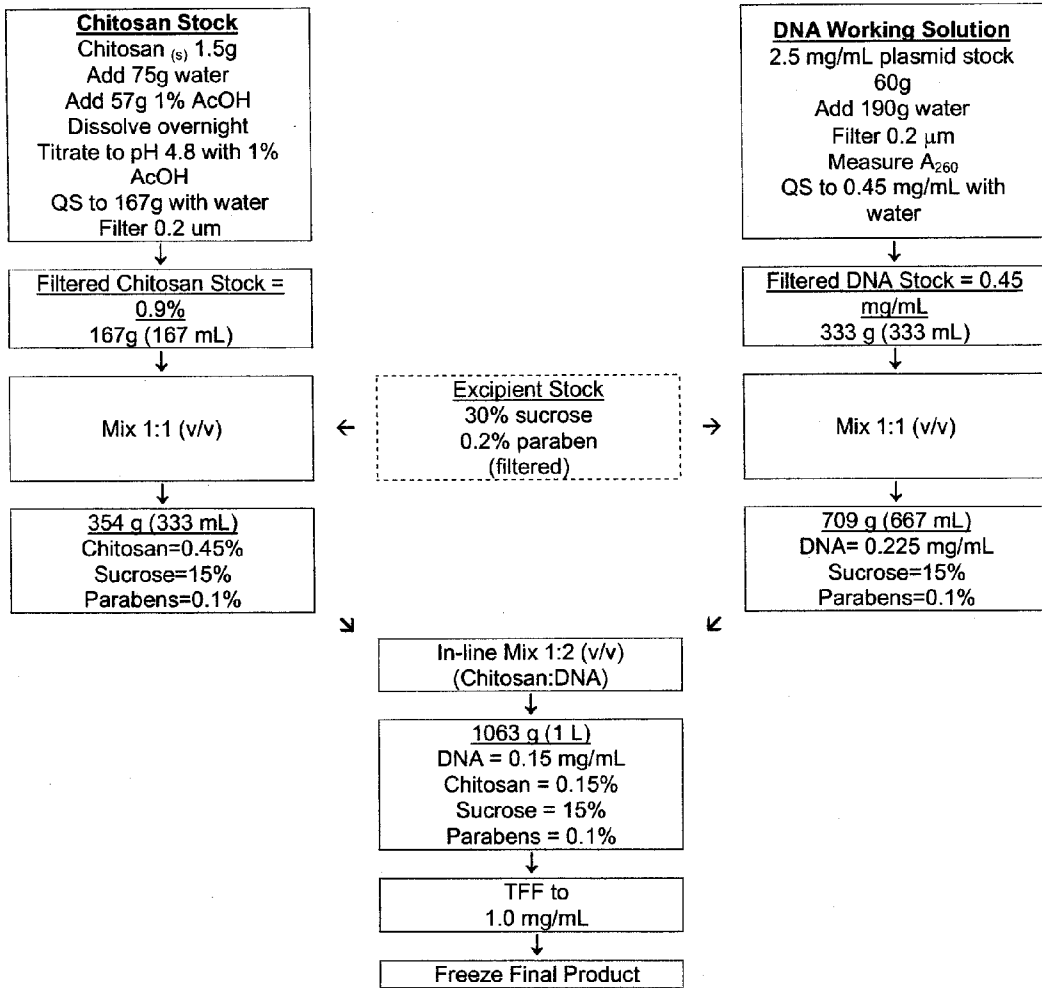 Chitosan Stock
Chitosan (s) 1.5g
Add 75g water
Add 57g 1% AcOH
Dissolve overnight
Titrate to pH 4.8 with 1%
AcOH
QS to 167g with water
Filter 0.2 um
DNA Working Solution
2.5 mg/mL plasmid stock
60g
Add 190g water
Filter 0.2 μm
Measure A260
QS to 0.45 mg/mL with
water
Filtered Chitosan Stock =
0.9%
167g (167 mL)
Filtered DNA Stock = 0.45
mg/mL
333 g (333 mL)
Mix 1:1 (v/v)
Excipient Stock
30% sucrose
0.2% paraben
(filtered)
Mix 1:1 (v/v)
354 g (333 mL)
Chitosan=0.45%
Sucrose=15%
Parabens=0.1%
709 g (667 mL)
DNA= 0.225 mg/mL
Sucrose=15%
Parabens=0.1%
In-line Mix 1:2 (v/v)
(Chitosan:DNA)
1063 g (1 L)
DNA = 0.15 mg/mL
Chitosan = 0.15%
Sucrose = 15%
Parabens = 0.1%
TFF to
1.0 mg/mL
Freeze Final Product